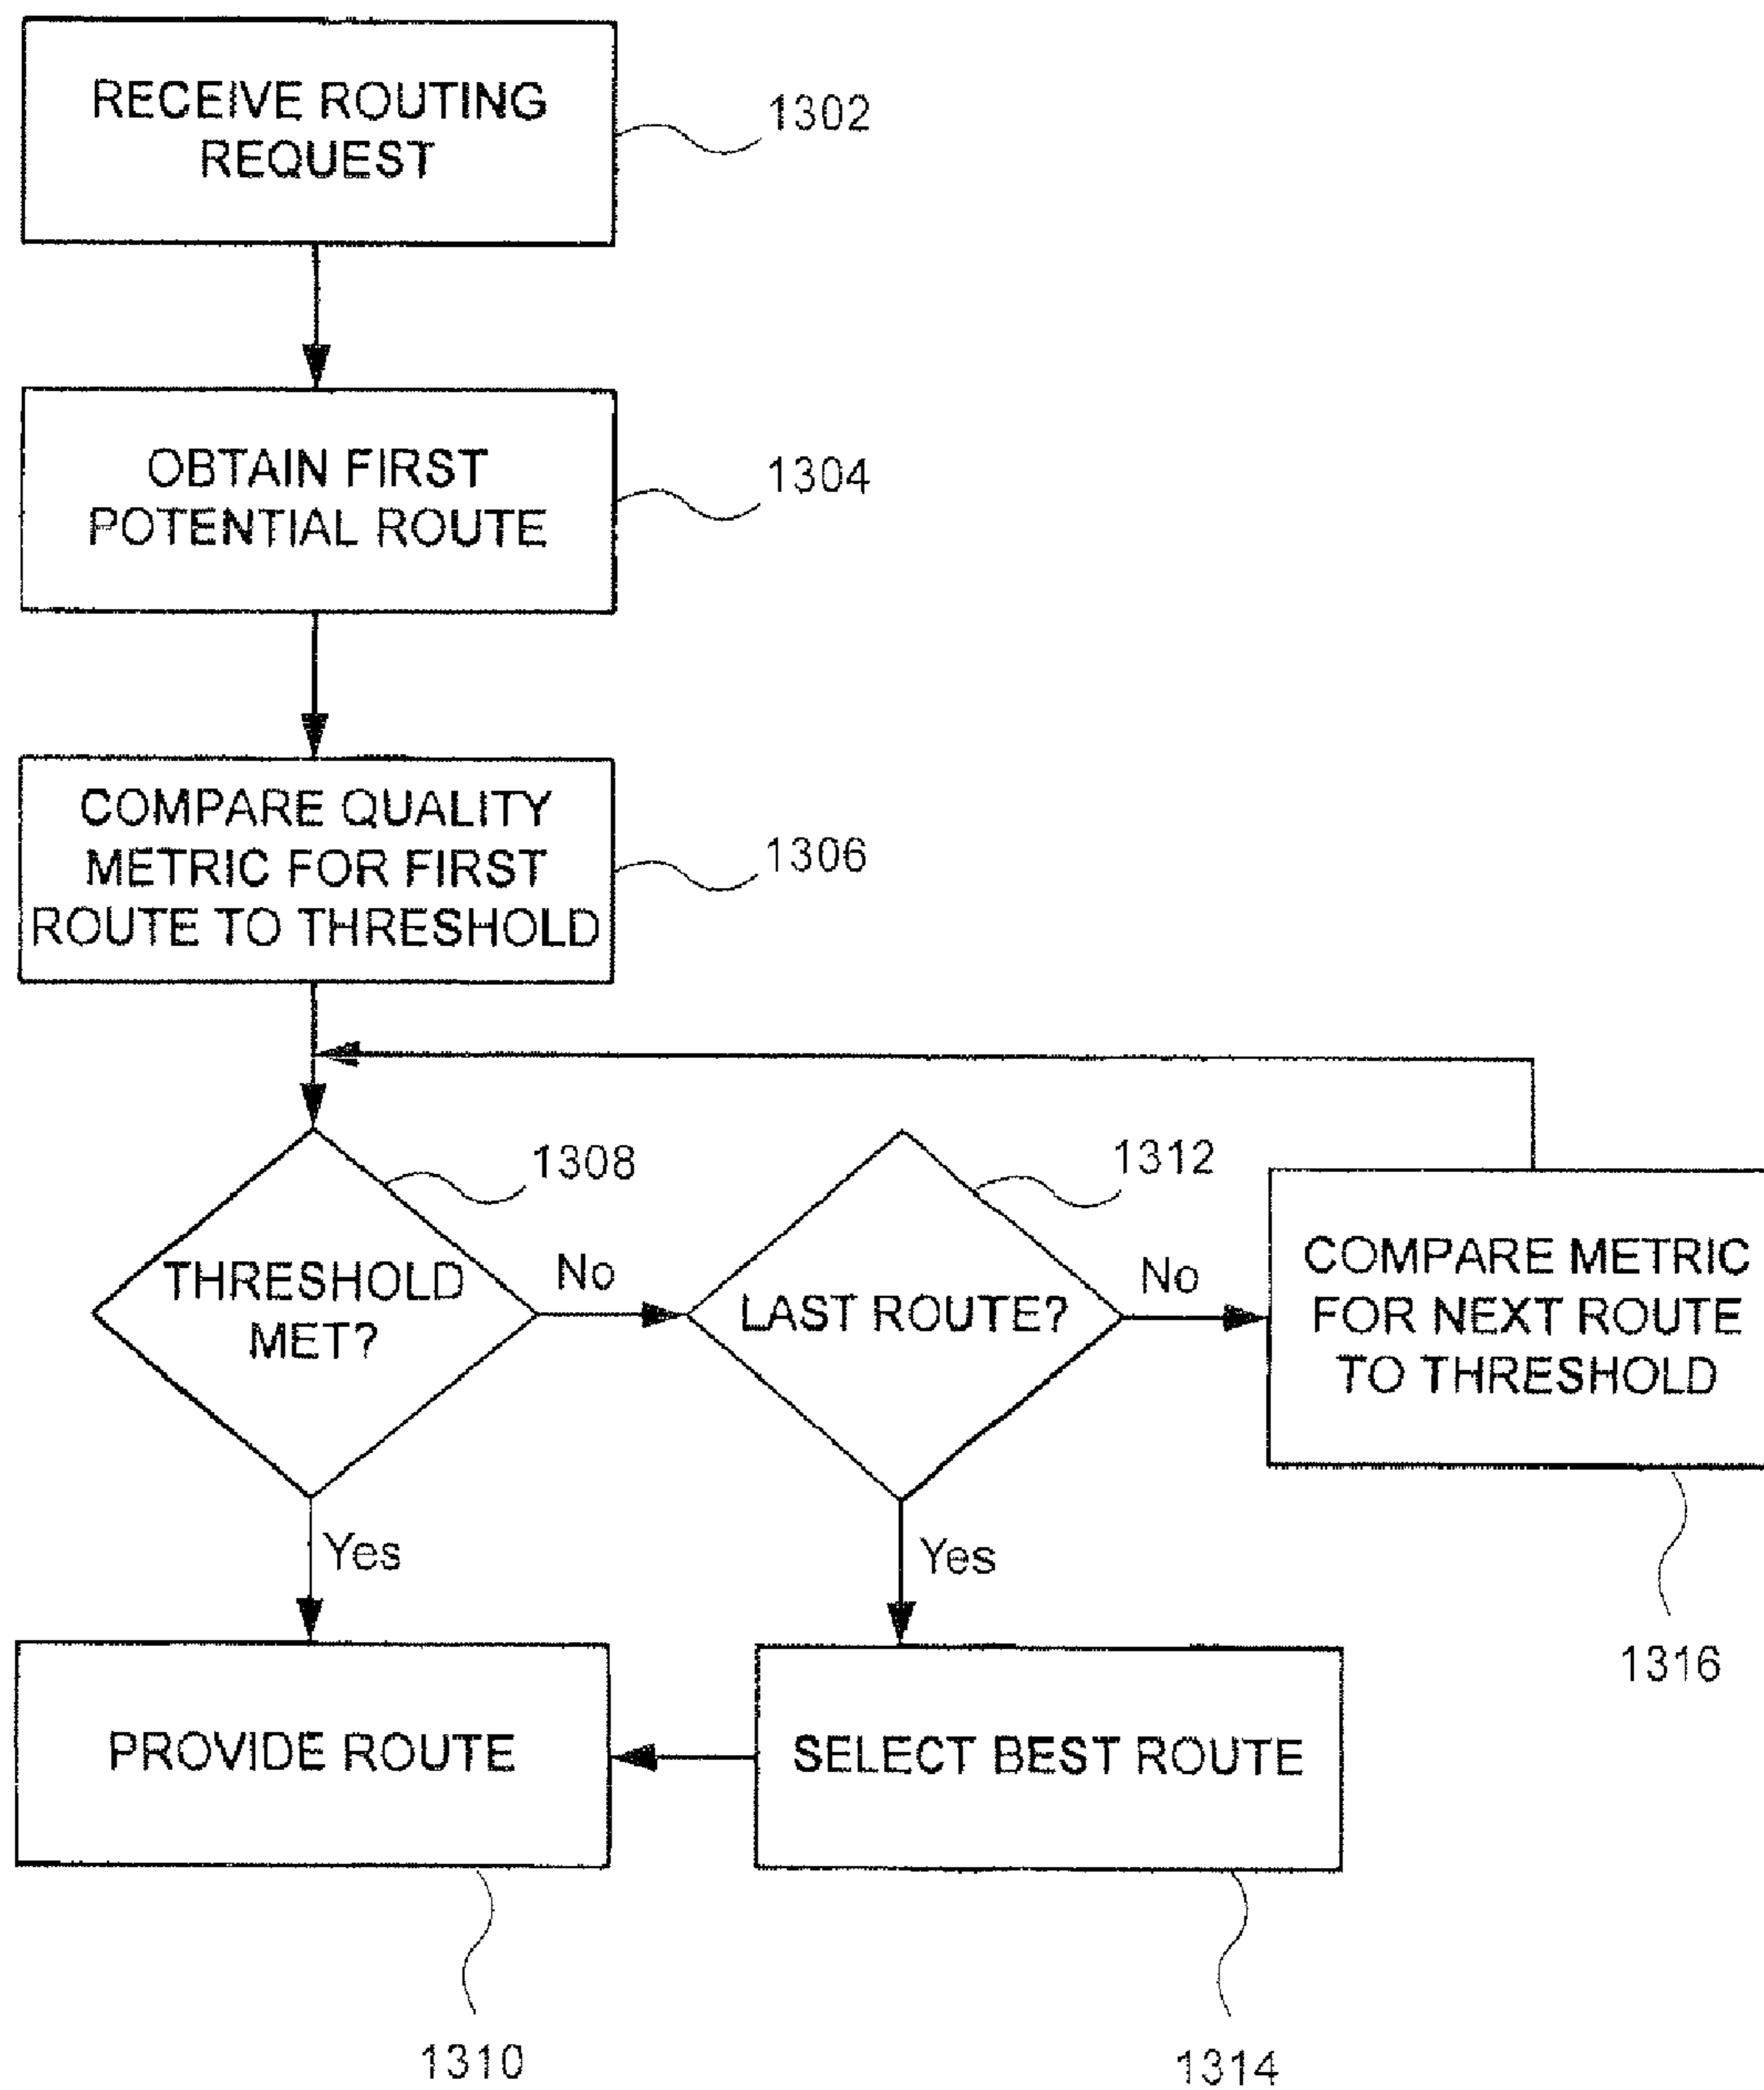 RECEIVE ROUTING
REQUEST
1302
OBTAIN FIRST
POTENTIAL ROUTE
1304
COMPARE QUALITY
METRIC FOR FIRST
ROUTE TO THRESHOLD
1306
1308
THRESHOLD
MET?
No
Yes
1312
LAST ROUTE?
No
Yes
COMPARE METRIC
FOR NEXT ROUTE
TO THRESHOLD
1316
PROVIDE ROUTE
1310
SELECT BEST ROUTE
1314